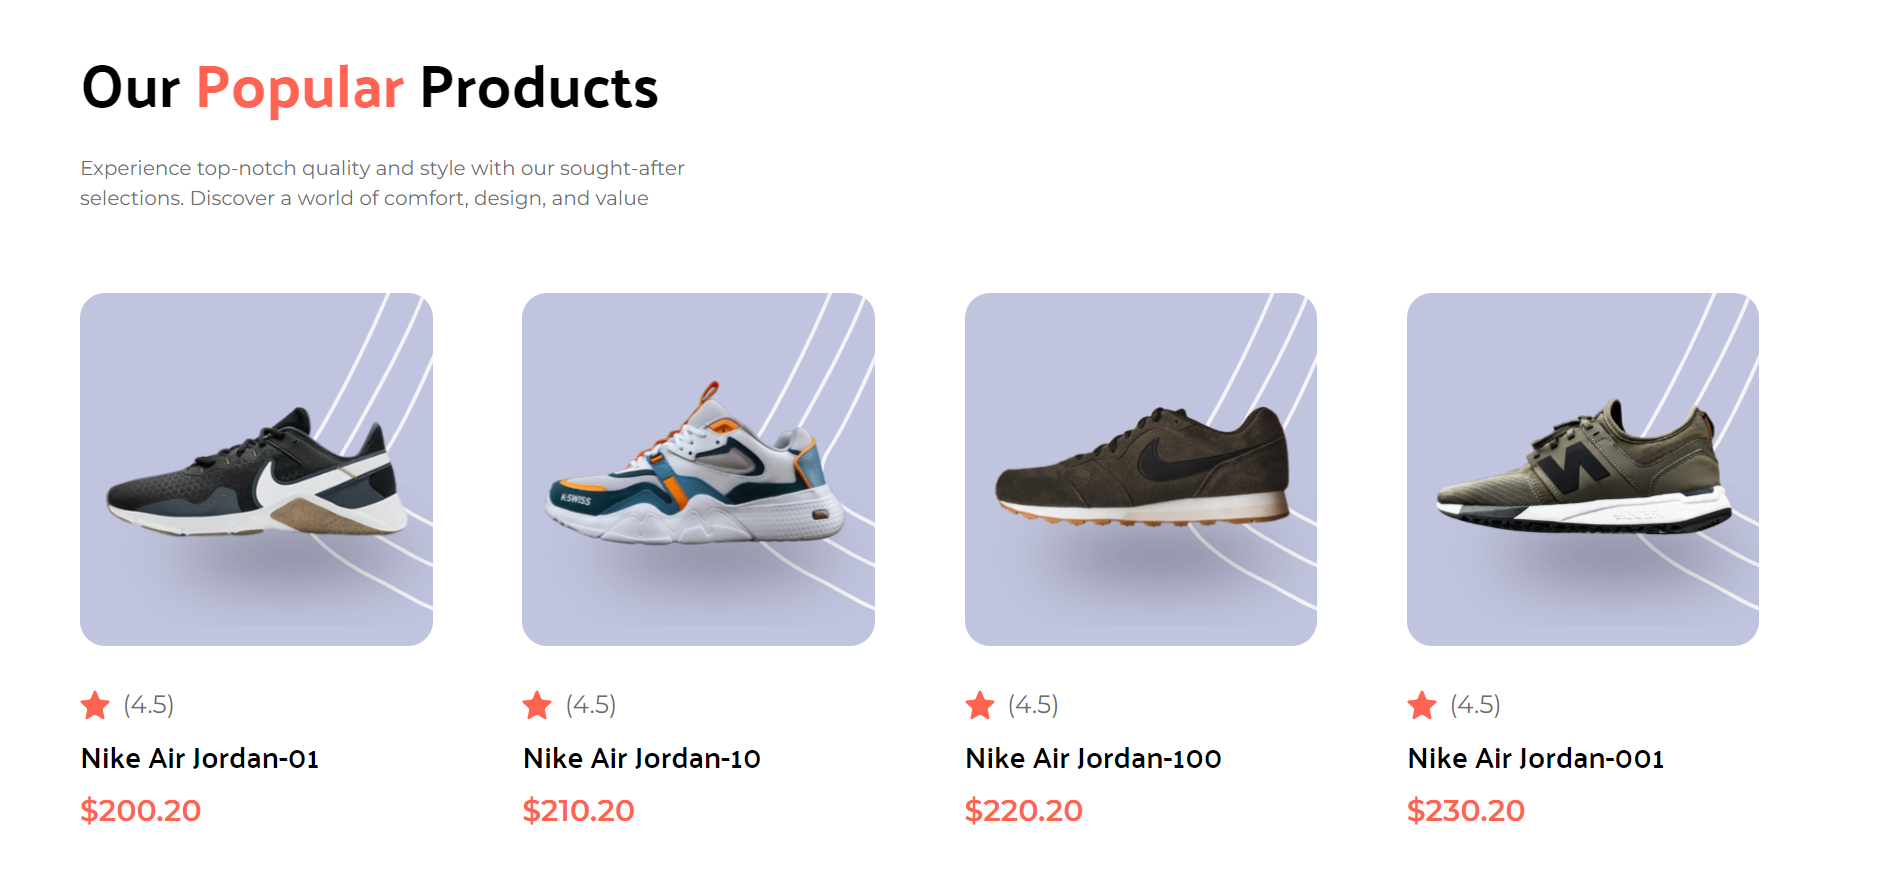 Our Popular Products
Experience top-notch quality and style with our sought-after
selections. Discover a world of comfort, design, and value
K-SWISS
(4.5)
Nike Air Jordan-01
$200.20
(4.5)
Nike Air Jordan-10
$210.20
(4.5)
Nike Air Jordan-100
$220.20
(4.5)
Nike Air Jordan-001
$230.20